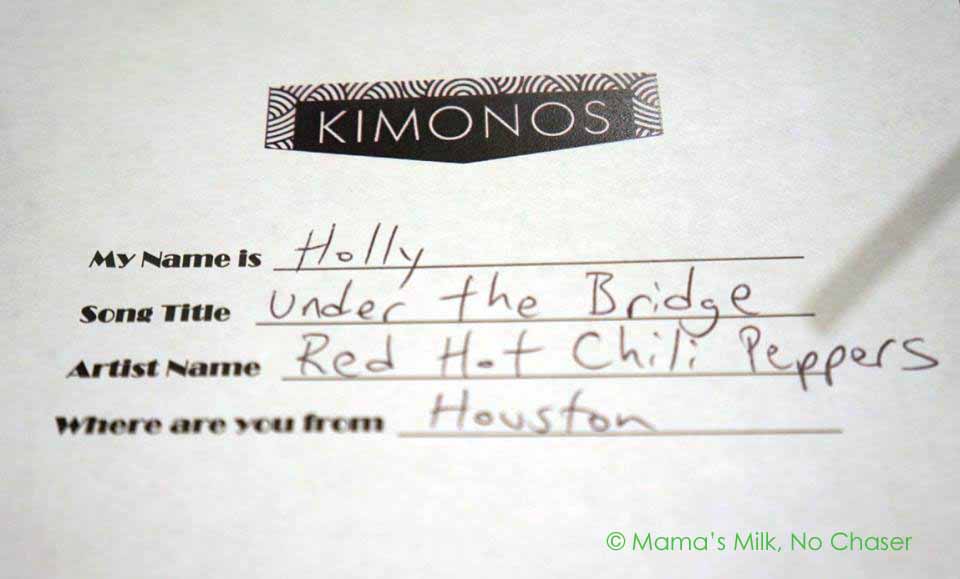 KIMONOS
My Name is Holly
Song Title Under the Bridge
Artist Name Red Hot Chili Peppers
Where are you from Houston
© Mama's Milk, No Chaser